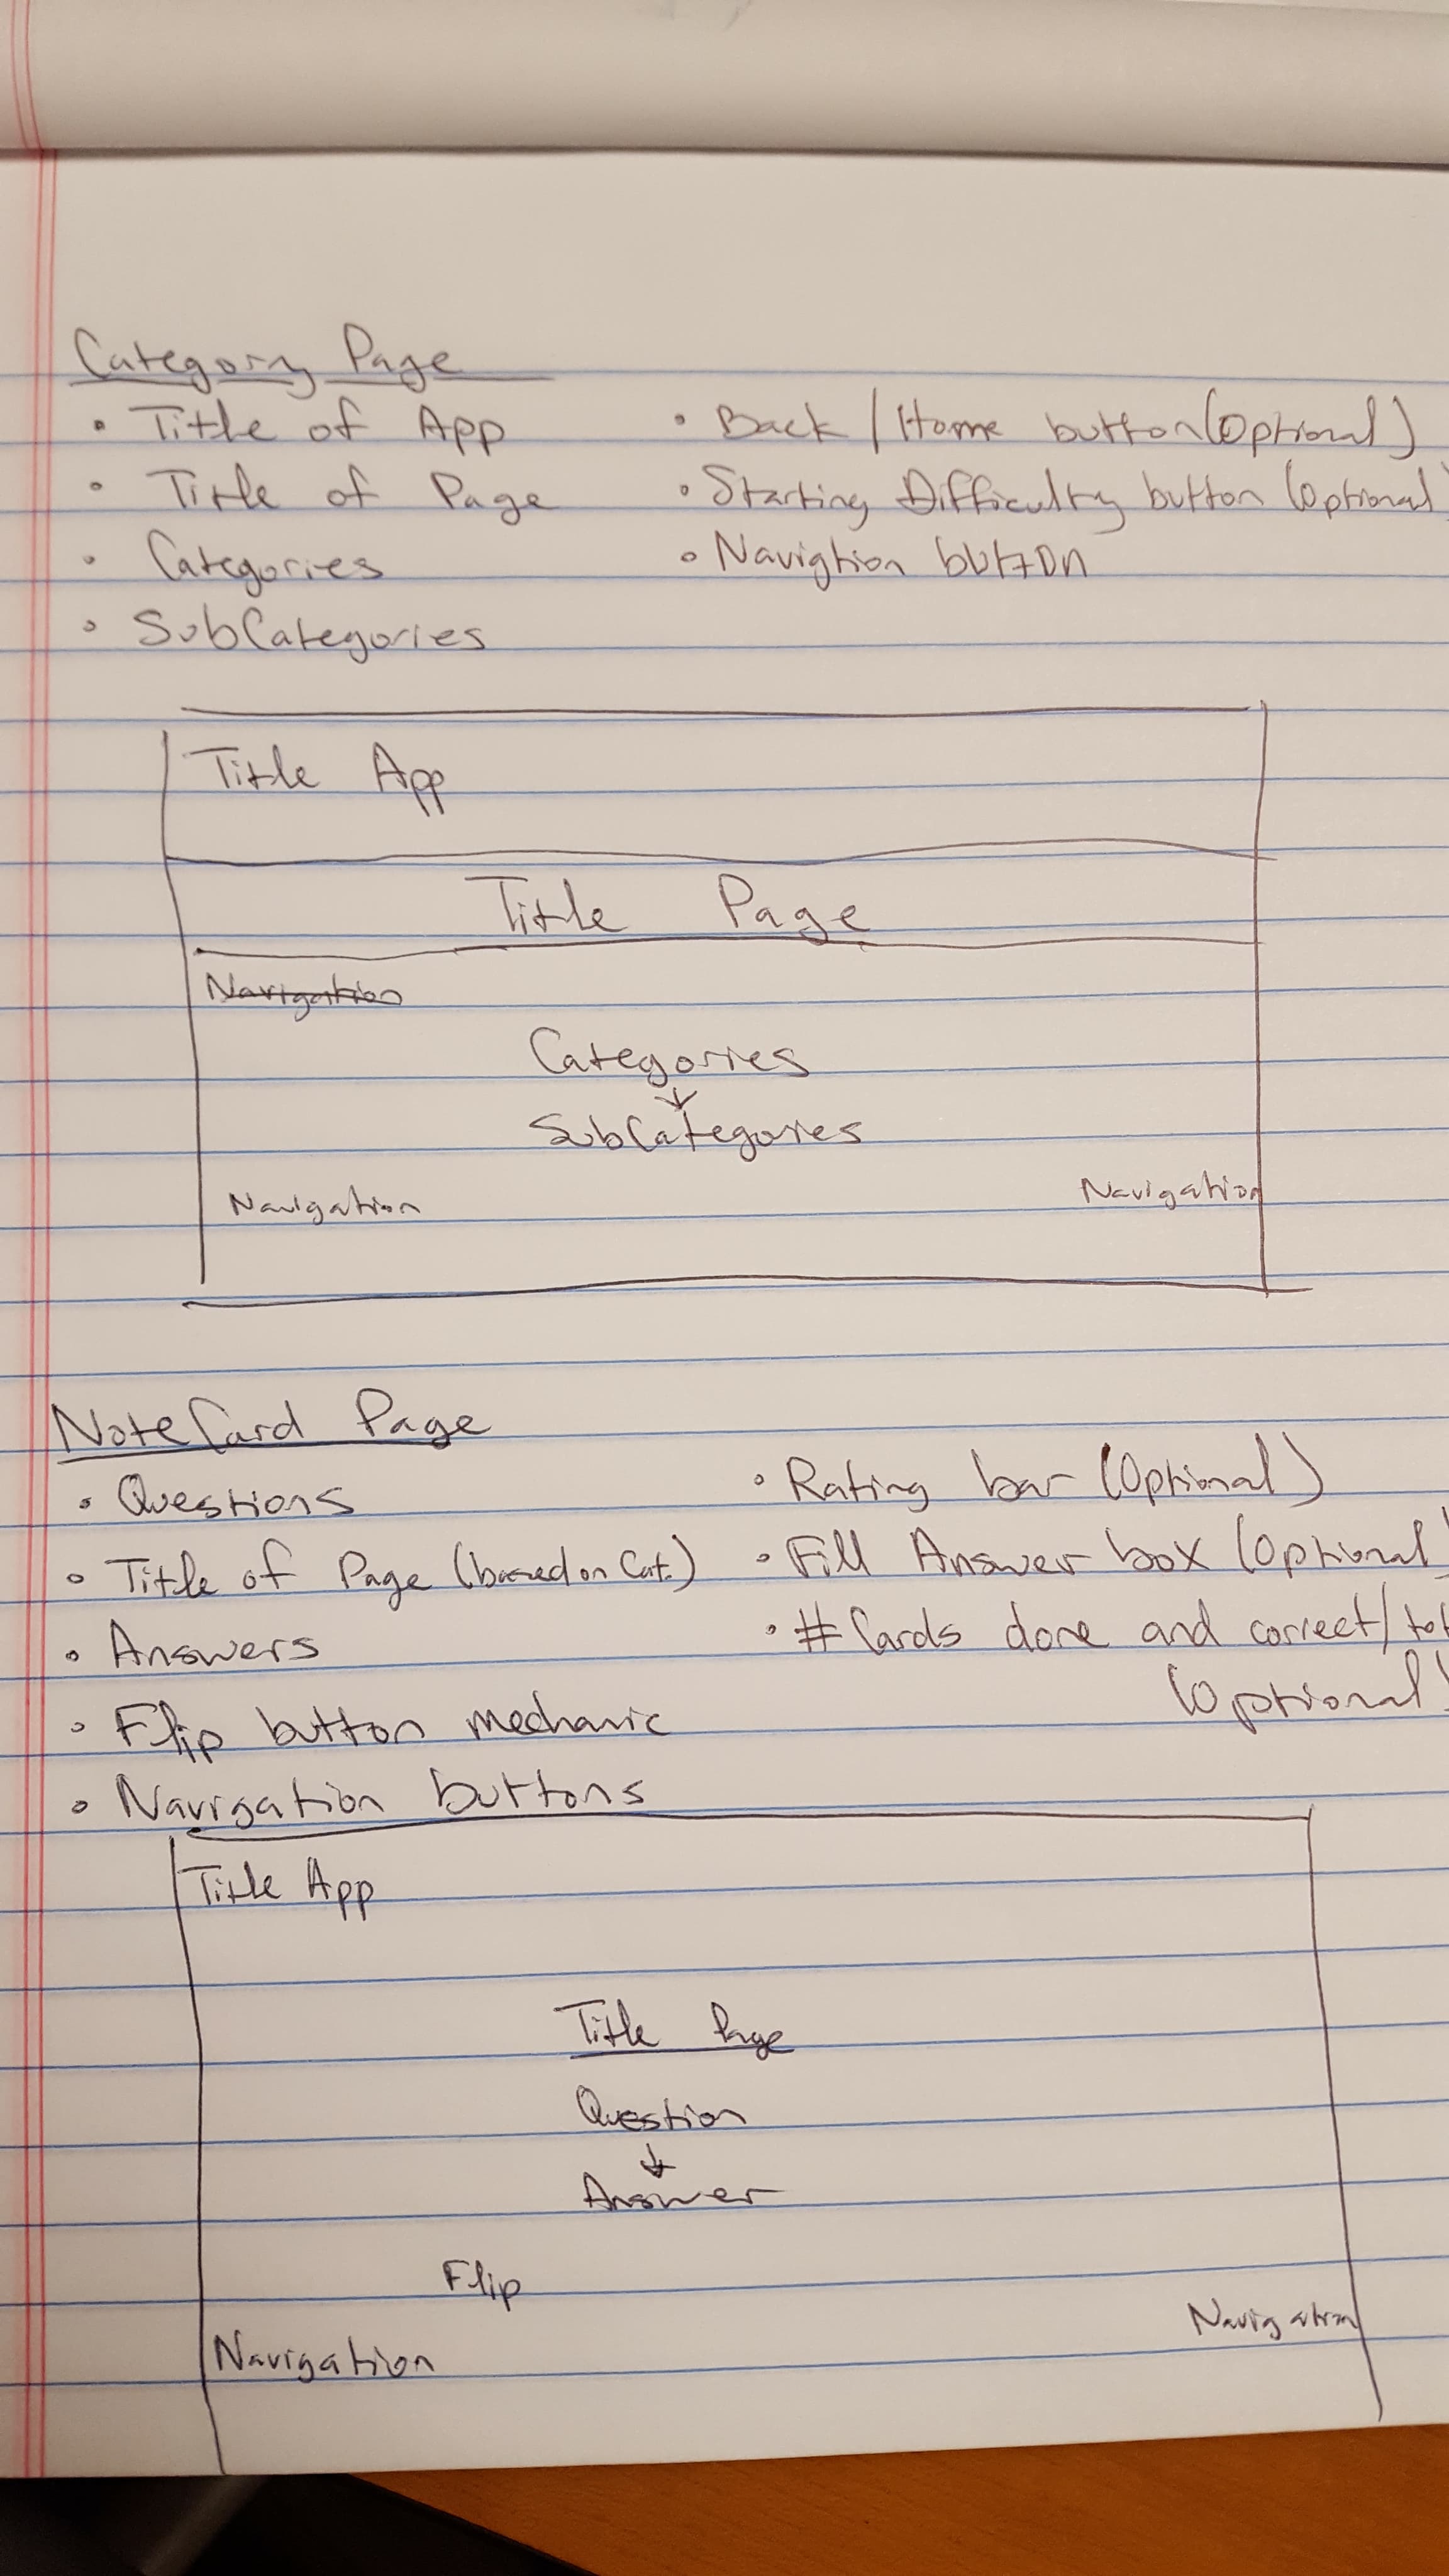 Category Page
• Title of App
• Title of Page
• Categories
• SubCategories
• Back / Home button (Optional)
• Starting Difficulty button (Optional)
• Navigtion button
Title App
Title Page
Navigation
Categories
↓
SubCategories
Navigation
Navigation
NoteCard Page
• Questions
• Title of Page (based on Cat.)
• Answers
• Flip button mechanic
• Navigation buttons
• Rating bar (Optional)
• Fill Answer box (Optional)
• # Cards done and correct/tot
(Optional)
Title App
Title Page
Question
↓
Answer
Flip
Navigation
Navigation